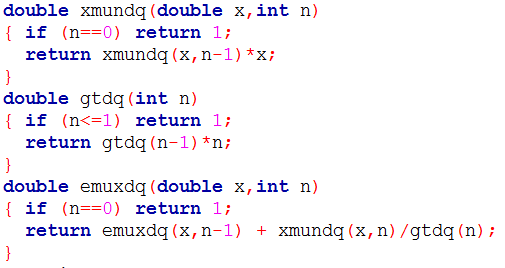 double xmundq(double x,int n)
{ if (n==0) return 1;
  return xmundq(x,n-1)*x;
}
double gtdq(int n)
{ if (n<=1) return 1;
  return gtdq(n-1)*n;
}
double emuxdq(double x,int n)
{ if (n==0) return 1;
  return emuxdq(x,n-1) + xmundq(x,n)/gtdq(n);
}